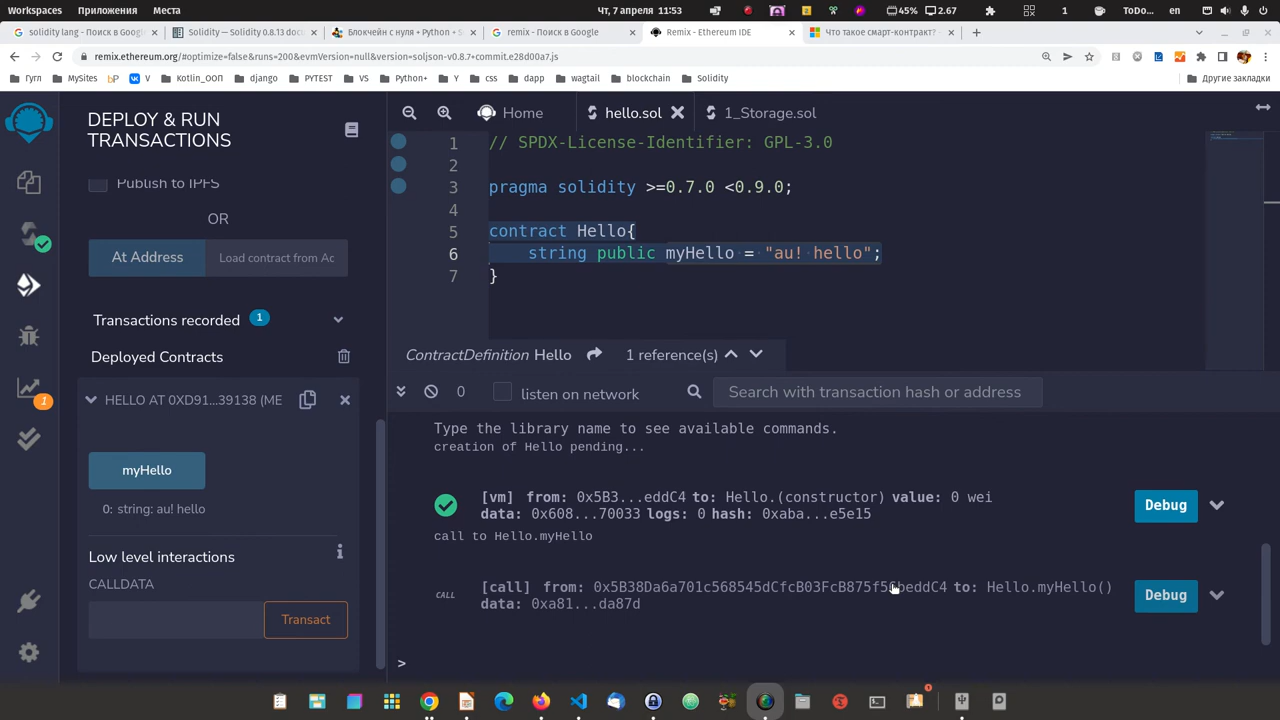 Workspaces
Распродажи
Места
Чт, 7 апреля 11:53
45%
2.67
1
ToDo...
en
solidity lang - Поиск в Google
Solidity — Solidity 0.8.13 doc
Блокчейн с нуля + Python + S
remix - Поиск в Google
Remix - Ethereum IDE
Что такое смарт-контракт?
remix.ethereum.org/#optimize=false&runs=200&evmVersion=null&version=soljson-v0.8.7+commit.e28d00a7.js
Гугл
MySites
bP
V
Kotlin_ООП
django
PYTEST
VS
Python+
Y
css
dapp
wagtail
blockchain
Solidity
Другие закладки
DEPLOY & RUN
TRANSACTIONS
Publish to IPFS
OR
At Address
Load contract from Ac
Transactions recorded 1
Deployed Contracts
HELLO AT 0XD91...39138 (ME
myHello
0: string: au! hello
Low level interactions
i
CALLDATA
Transact
1
Home
hello.sol
1_Storage.sol
1 // SPDX-License-Identifier: GPL-3.0
2
3 pragma solidity >=0.7.0 <0.9.0;
4
5 contract Hello{
6 string public myHello = "au! hello";
7 }
ContractDefinition Hello 1 reference(s)
0 listen on network
Search with transaction hash or address
Type the library name to see available commands.
creation of Hello pending...
[vm] from: 0x5B3...eddC4 to: Hello.(constructor) value: 0 wei
data: 0x608...70033 logs: 0 hash: 0xaba...e5e15
Debug
call to Hello.myHello
CALL
[call] from: 0x5B38Da6a701c568545dCfcB03FcB875f56beddC4 to: Hello.myHello()
data: 0xa81...da87d
Debug
>